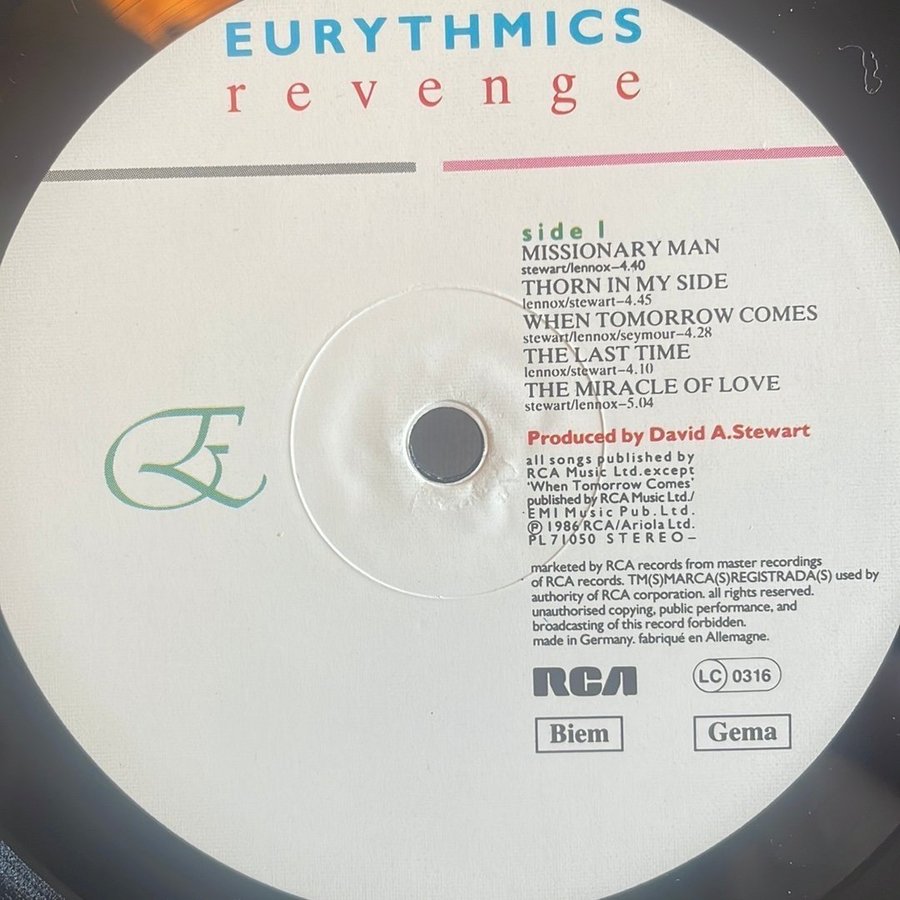 EURYTHMICS
revenge
side 1
MISSIONARY MAN
stewart/lennox–4.40
THORN IN MY SIDE
lennox/stewart–4.45
WHEN TOMORROW COMES
stewart/lennox/seymour–4.28
THE LAST TIME
lennox/stewart–4.10
THE MIRACLE OF LOVE
stewart/lennox–5.04
Produced by David A.Stewart
all songs published by
RCA Music Ltd.except
'When Tomorrow Comes'
published by RCA Music Ltd./
EMI Music Pub. Ltd.
℗ 1986 RCA/Ariola Ltd.
PL 71050 STEREO–
marketed by RCA records from master recordings
of RCA records. TM(S)MARCA(S)REGISTRADA(S) used by
authority of RCA corporation. all rights reserved.
unauthorised copying, public performance, and
broadcasting of this record forbidden.
made in Germany. fabriqué en Allemagne.
RCA LC 0316
Biem Gema